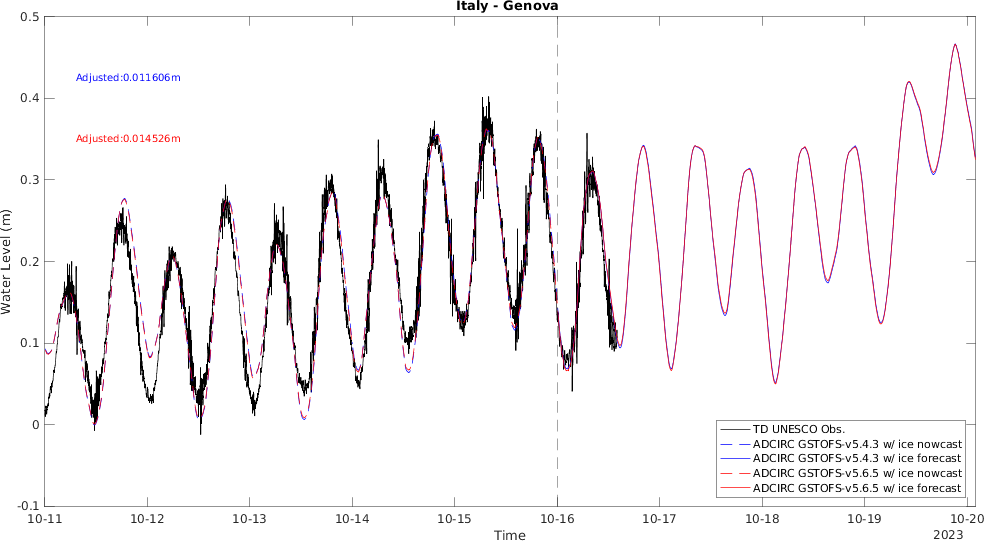 Italy - Genova
0.5
0.4
0.3
0.2
0.1
0
-0.1
Water Level (m)
Adjusted:0.011606m
Adjusted:0.014526m
TD UNESCO Obs.
ADCIRC GSTOFS-v5.4.3 w/ ice nowcast
ADCIRC GSTOFS-v5.4.3 w/ ice forecast
ADCIRC GSTOFS-v5.6.5 w/ ice nowcast
ADCIRC GSTOFS-v5.6.5 w/ ice forecast
10-11 10-12 10-13 10-14 10-15 10-16 10-17 10-18 10-19 10-20
Time
2023